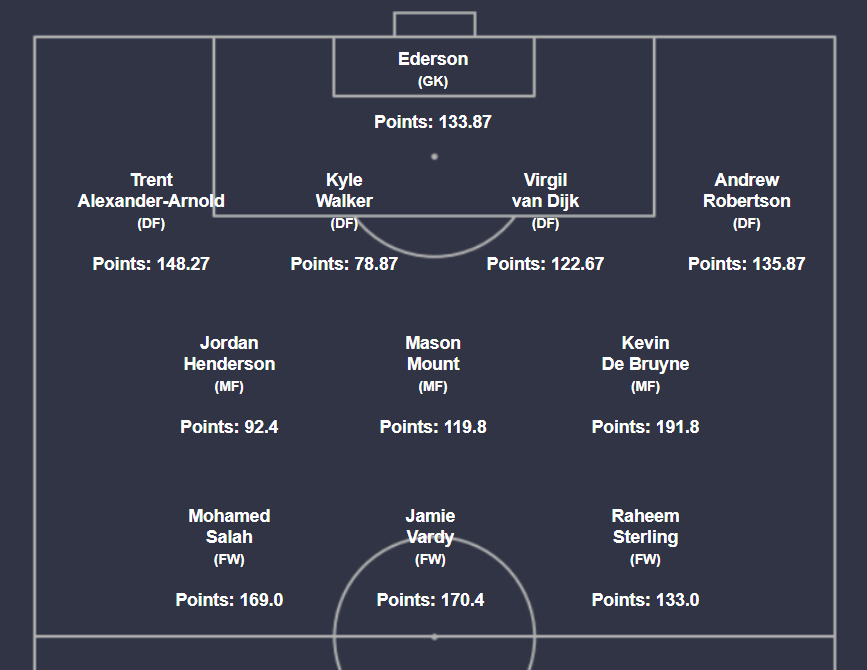 Ederson
(GK)
Points: 133.87
Trent
Alexander-Arnold
(DF)
Points: 148.27
Kyle
Walker
(DF)
Points: 78.87
Virgil
van Dijk
(DF)
Points: 122.67
Andrew
Robertson
(DF)
Points: 135.87
Jordan
Henderson
(MF)
Points: 92.4
Mason
Mount
(MF)
Points: 119.8
Kevin
De Bruyne
(MF)
Points: 191.8
Mohamed
Salah
(FW)
Points: 169.0
Jamie
Vardy
(FW)
Points: 170.4
Raheem
Sterling
(FW)
Points: 133.0